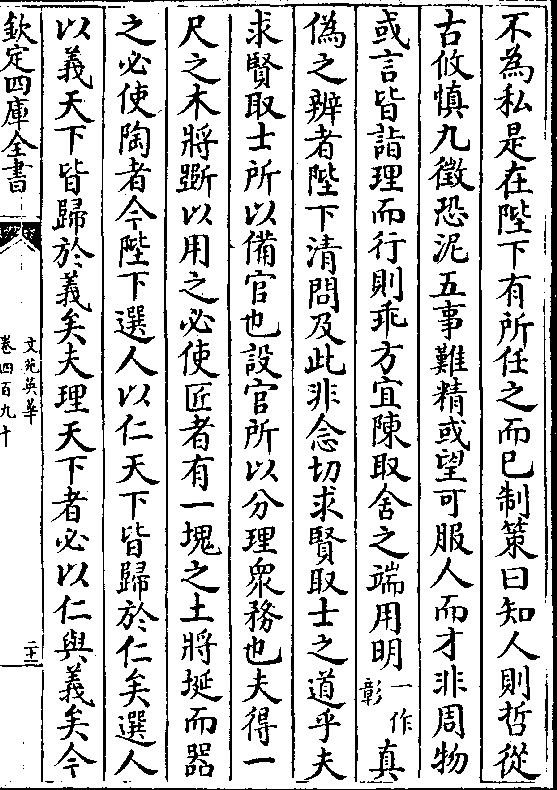 不為私是在陛下有所任之而已制策曰知人則哲從
古攸慎九徵恐泥五事難精或望可服人而才非周物
或言皆詣理而行則乖方宜陳取舍之端用明一作彰真
偽之辨者陛下清問及此非念切求賢取士之道乎夫
求賢取士所以備官也設官所以分理衆務也夫得一
尺之木將斲以用之必使匠者有一塊之土將埏而器
之必使陶者今陛下選人以仁天下皆歸於仁矣選人
以義天下皆歸於義矣夫理天下者必以仁與義矣今
欽定四庫全書
文苑英華
卷四百九十
二十三